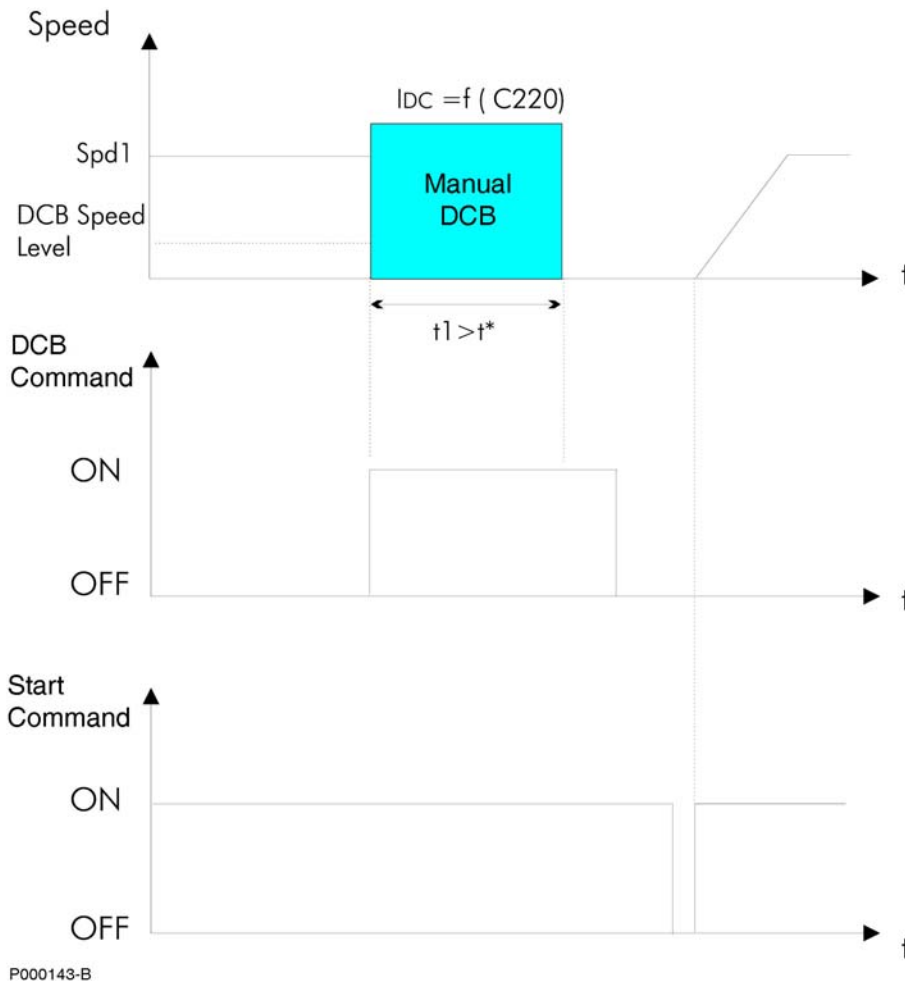 Speed
IDC =f ( C220)
Spd1
Manual
DCB
DCB Speed
Level
t
t1>t*
DCB
Command
ON
OFF
t
Start
Command
ON
OFF
t
P000143-B